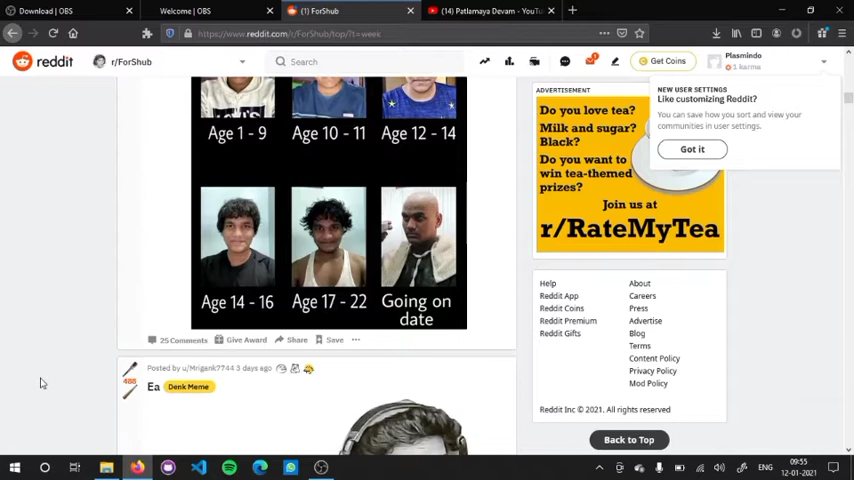 Download | OBS
Welcome | OBS
(1) ForShub
(14) Patlamaya Devam - YouT
https://www.reddit.com/r/ForShub/top/?t=week
reddit
r/ForShub
Search
Get Coins
Plasmindo
1 karma
NEW USER SETTINGS
Like customizing Reddit?
You can save how you sort and view your
communities in user settings.
Got it
Age 1 - 9
Age 10 - 11
Age 12 - 14
Age 14 - 16
Age 17 - 22
Going on
date
25 Comments
Give Award
Share
Save
Posted by u/Mrigank7744 3 days ago
488
Ea
Denk Meme
ADVERTISEMENT
Do you love tea?
Milk and sugar?
Black?
Do you want to
win tea-themed
prizes?
Join us at
r/RateMyTea
Help
Reddit App
Reddit Coins
Reddit Premium
Reddit Gifts
About
Careers
Press
Advertise
Blog
Terms
Content Policy
Privacy Policy
Mod Policy
Reddit Inc © 2021. All rights reserved
Back to Top
ENG
09:55
12-01-2021